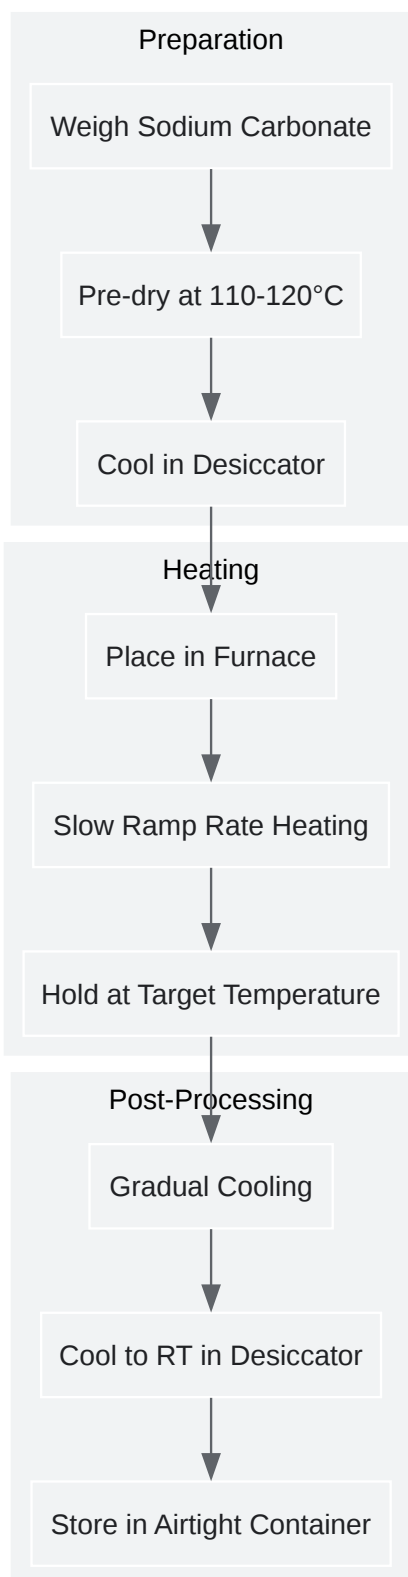 Preparation
Weigh Sodium Carbonate
Pre-dry at 110-120°C
Cool in Desiccator
Heating
Place in Furnace
Slow Ramp Rate Heating
Hold at Target Temperature
Post-Processing
Gradual Cooling
Cool to RT in Desiccator
Store in Airtight Container